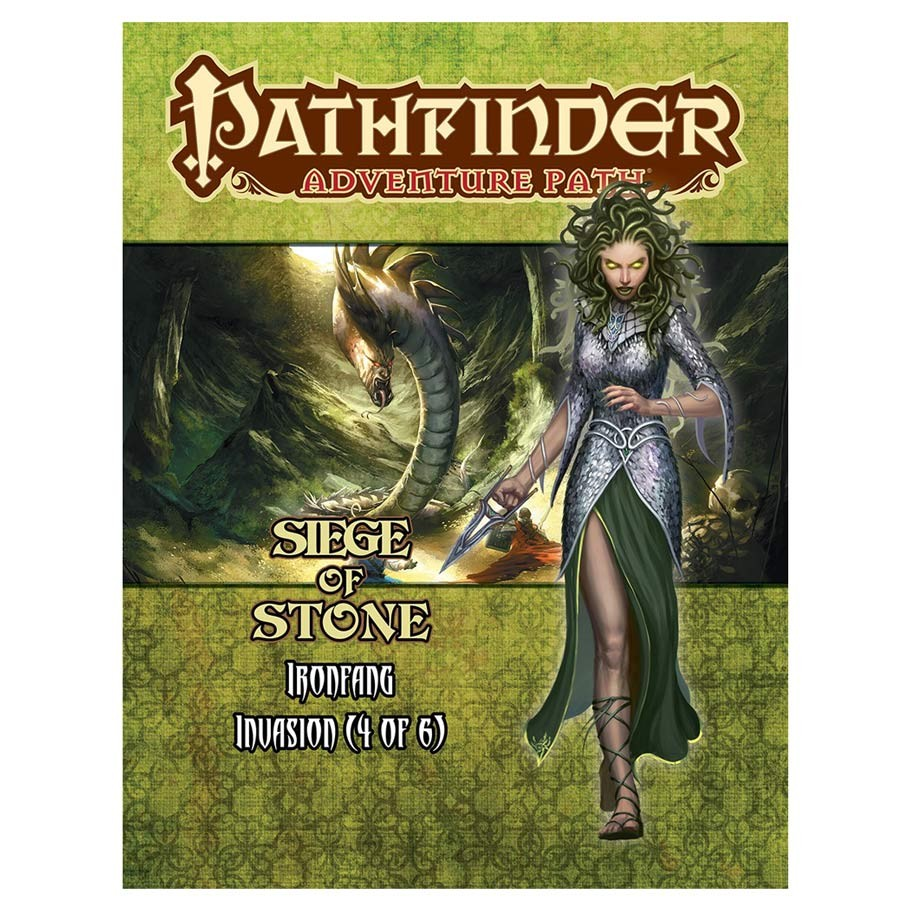 PATHFINDER
ADVENTURE PATH®
SIEGE
OF
STONE
IRONFANG
INVASION (4 OF 6)